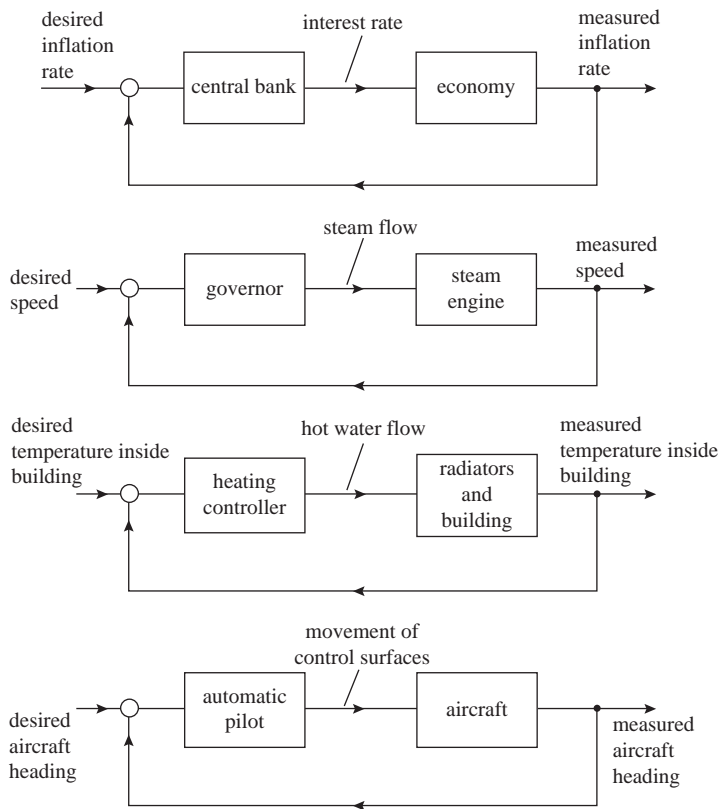 desired
inflation
rate
interest rate
measured
inflation
rate
central bank
economy
desired
speed
steam flow
measured
speed
governor
steam
engine
desired
temperature inside
building
hot water flow
measured
temperature inside
building
heating
controller
radiators
and
building
movement of
control surfaces
desired
aircraft
heading
automatic
pilot
aircraft
measured
aircraft
heading